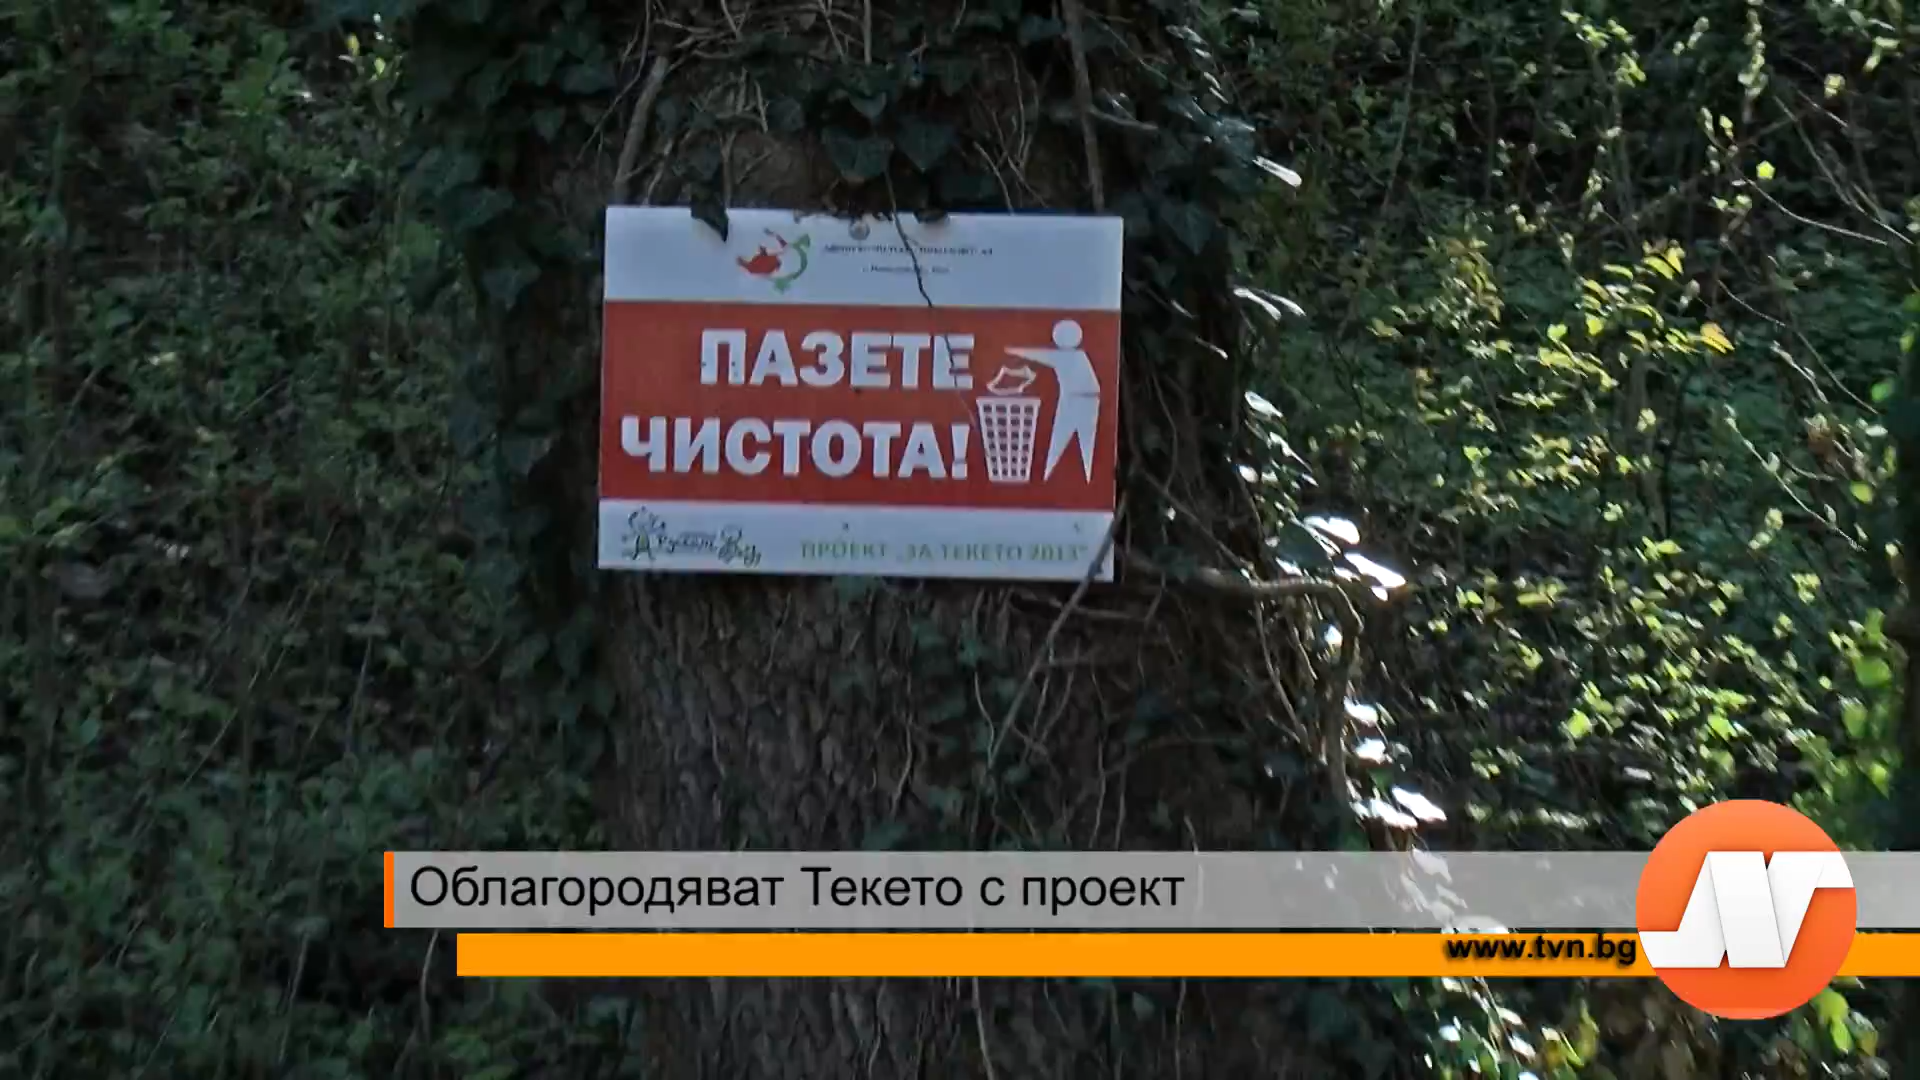 ПАЗЕТЕ
ЧИСТОТА!
ПРОЕКТ „ЗА ТЕКЕТО 2013"
Облагородяват Текето с проект
www.tvn.bg